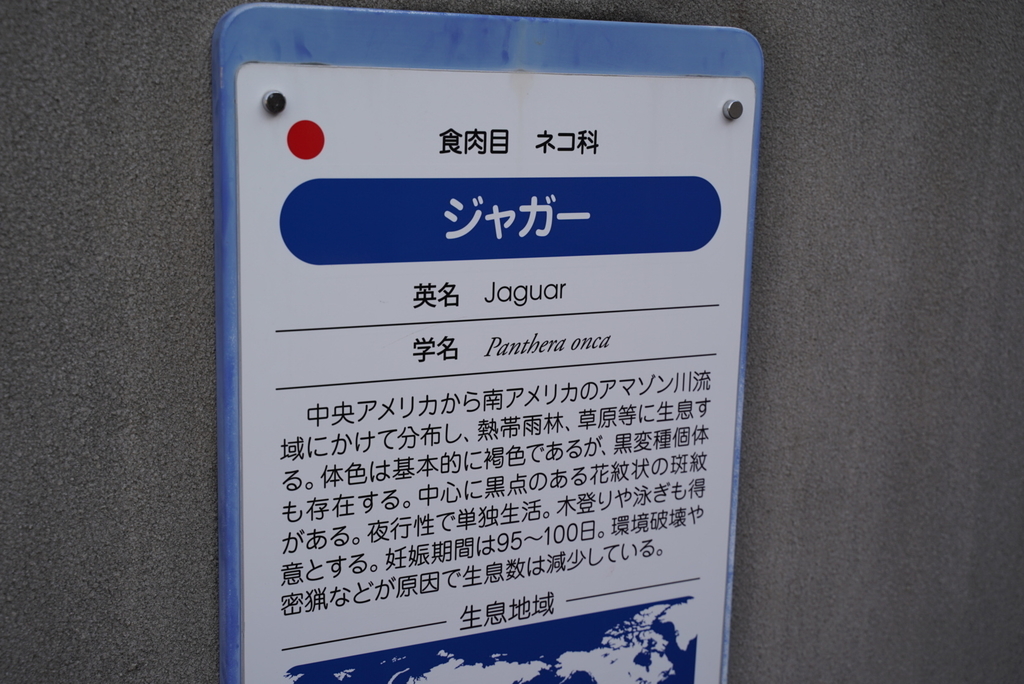 食肉目　ネコ科
ジャガー
英名　Jaguar
学名　Panthera onca
中央アメリカから南アメリカのアマゾン川流
域にかけて分布し、熱帯雨林、草原等に生息す
る。体色は基本的に褐色であるが、黒変種個体
も存在する。中心に黒点のある花紋状の斑紋
がある。夜行性で単独生活。木登りや泳ぎも得
意とする。妊娠期間は95～100日。環境破壊や
密猟などが原因で生息数は減少している。
生息地域